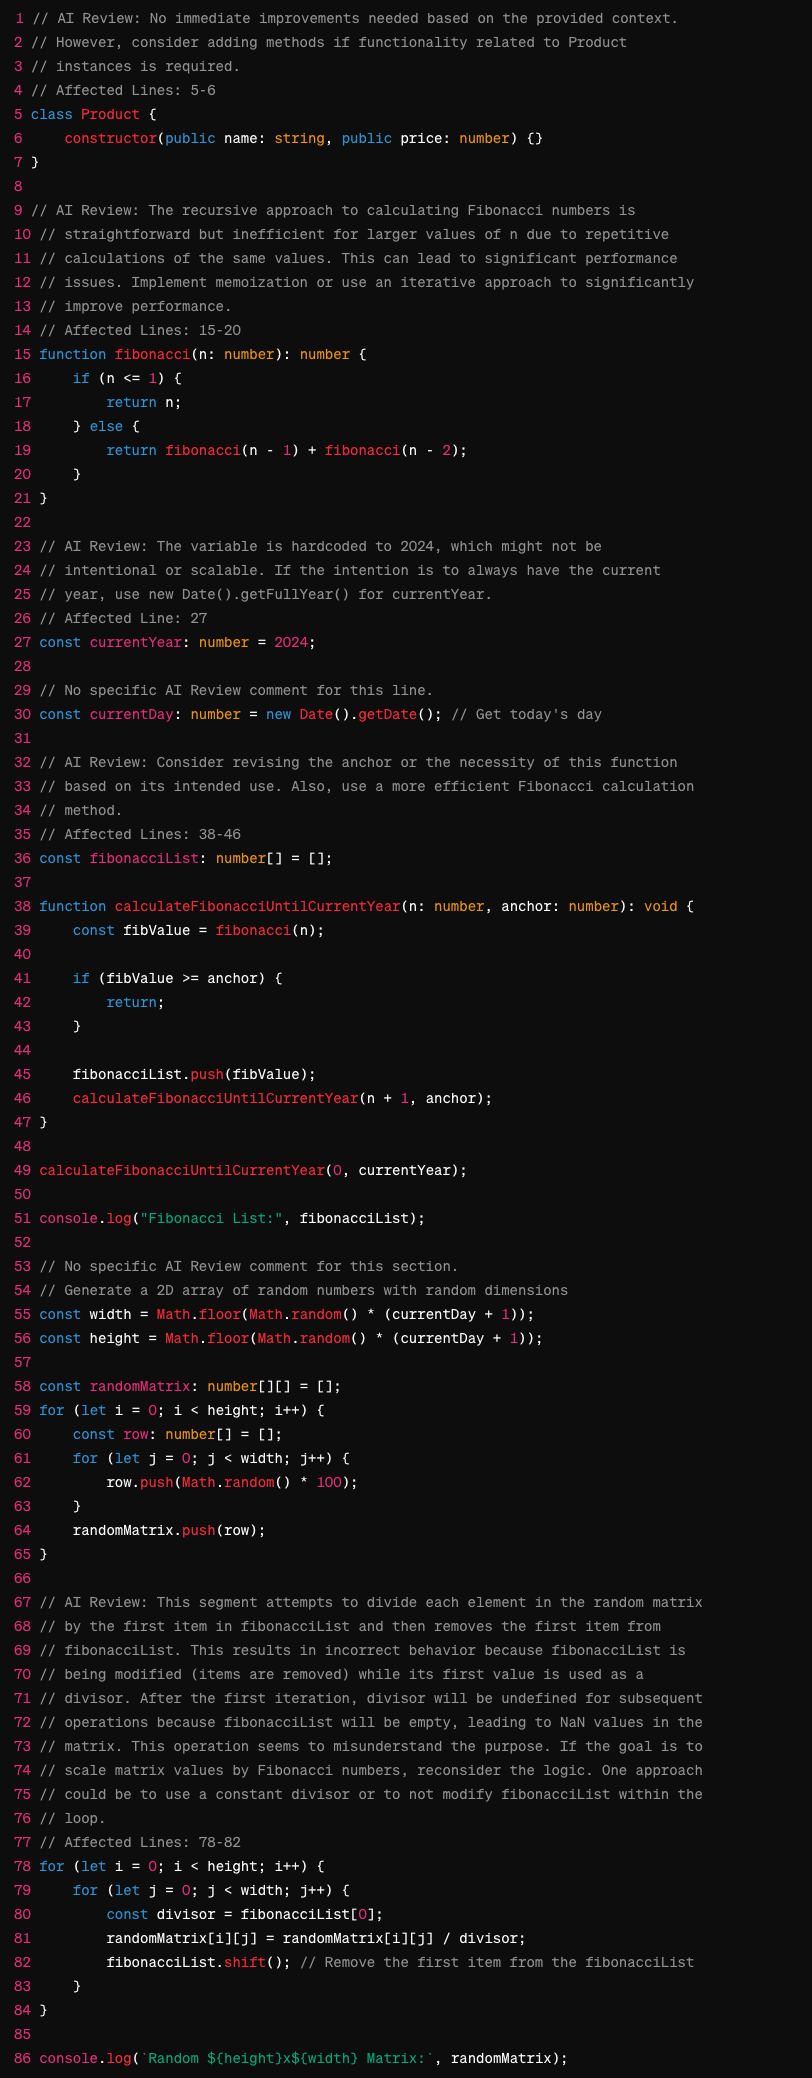 1 // AI Review: No immediate improvements needed based on the provided context.
2 // However, consider adding methods if functionality related to Product
3 // instances is required.
4 // Affected Lines: 5-6
5 class Product {
6     constructor(public name: string, public price: number) {}
7 }
8
9 // AI Review: The recursive approach to calculating Fibonacci numbers is
10 // straightforward but inefficient for larger values of n due to repetitive
11 // calculations of the same values. This can lead to significant performance
12 // issues. Implement memoization or use an iterative approach to significantly
13 // improve performance.
14 // Affected Lines: 15-20
15 function fibonacci(n: number): number {
16     if (n <= 1) {
17         return n;
18     } else {
19         return fibonacci(n - 1) + fibonacci(n - 2);
20     }
21 }
22
23 // AI Review: The variable is hardcoded to 2024, which might not be
24 // intentional or scalable. If the intention is to always have the current
25 // year, use new Date().getFullYear() for currentYear.
26 // Affected Line: 27
27 const currentYear: number = 2024;
28
29 // No specific AI Review comment for this line.
30 const currentDay: number = new Date().getDate(); // Get today's day
31
32 // AI Review: Consider revising the anchor or the necessity of this function
33 // based on its intended use. Also, use a more efficient Fibonacci calculation
34 // method.
35 // Affected Lines: 38-46
36 const fibonacciList: number[] = [];
37
38 function calculateFibonacciUntilCurrentYear(n: number, anchor: number): void {
39     const fibValue = fibonacci(n);
40
41     if (fibValue >= anchor) {
42         return;
43     }
44
45     fibonacciList.push(fibValue);
46     calculateFibonacciUntilCurrentYear(n + 1, anchor);
47 }
48
49 calculateFibonacciUntilCurrentYear(0, currentYear);
50
51 console.log("Fibonacci List:", fibonacciList);
52
53 // No specific AI Review comment for this section.
54 // Generate a 2D array of random numbers with random dimensions
55 const width = Math.floor(Math.random() * (currentDay + 1));
56 const height = Math.floor(Math.random() * (currentDay + 1));
57
58 const randomMatrix: number[][] = [];
59 for (let i = 0; i < height; i++) {
60     const row: number[] = [];
61     for (let j = 0; j < width; j++) {
62         row.push(Math.random() * 100);
63     }
64     randomMatrix.push(row);
65 }
66
67 // AI Review: This segment attempts to divide each element in the random matrix
68 // by the first item in fibonacciList and then removes the first item from
69 // fibonacciList. This results in incorrect behavior because fibonacciList is
70 // being modified (items are removed) while its first value is used as a
71 // divisor. After the first iteration, divisor will be undefined for subsequent
72 // operations because fibonacciList will be empty, leading to NaN values in the
73 // matrix. This operation seems to misunderstand the purpose. If the goal is to
74 // scale matrix values by Fibonacci numbers, reconsider the logic. One approach
75 // could be to use a constant divisor or to not modify fibonacciList within the
76 // loop.
77 // Affected Lines: 78-82
78 for (let i = 0; i < height; i++) {
79     for (let j = 0; j < width; j++) {
80         const divisor = fibonacciList[0];
81         randomMatrix[i][j] = randomMatrix[i][j] / divisor;
82         fibonacciList.shift(); // Remove the first item from the fibonacciList
83     }
84 }
85
86 console.log(`Random ${height}x${width} Matrix:`, randomMatrix);